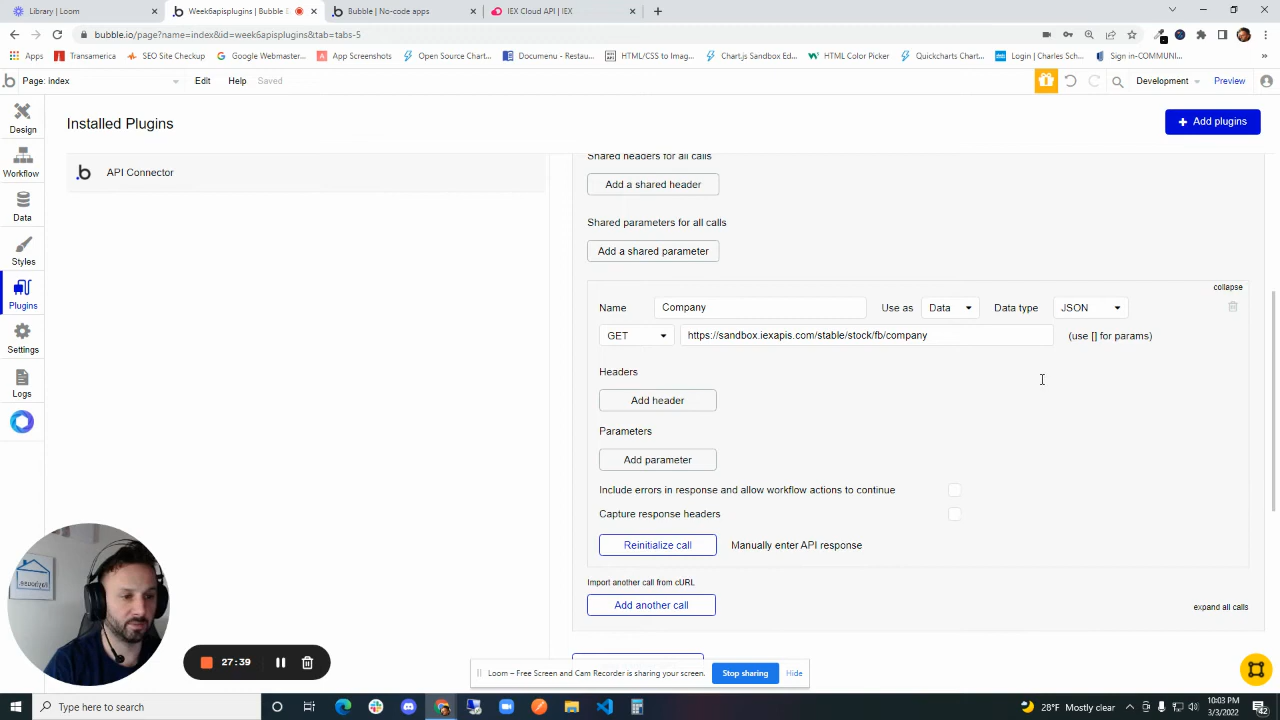 Library | Loom
Week6apisplugins | Bubble E
Bubble | No-code apps
IEX Cloud API | IEX
bubble.io/page?name=index&id=week6apisplugins&tab=tabs-5
Apps
Transamerica
SEO Site Checkup
Google Webmaster...
App Screenshots
Open Source Chart...
Documenu - Restau...
HTML/CSS to Imag...
Chart.js Sandbox Ed...
HTML Color Picker
Quickcharts Chart...
Login | Charles Sch...
Sign in-COMMUNI...
Page: index
Edit
Help
Saved
Development
Preview
Design
Workflow
Data
Styles
Plugins
Settings
Logs
Installed Plugins
Add plugins
API Connector
Shared headers for all calls
Add a shared header
Shared parameters for all calls
Add a shared parameter
collapse
Name
Company
Use as
Data
Data type
JSON
GET
https://sandbox.iexapis.com/stable/stock/fb/company
(use [] for params)
Headers
Add header
Parameters
Add parameter
Include errors in response and allow workflow actions to continue
Capture response headers
Reinitialize call
Manually enter API response
Import another call from cURL
Add another call
expand all calls
27:39
Loom – Free Screen and Cam Recorder is sharing your screen.
Stop sharing
Hide
Type here to search
28°F Mostly clear
10:03 PM
3/3/2022
42